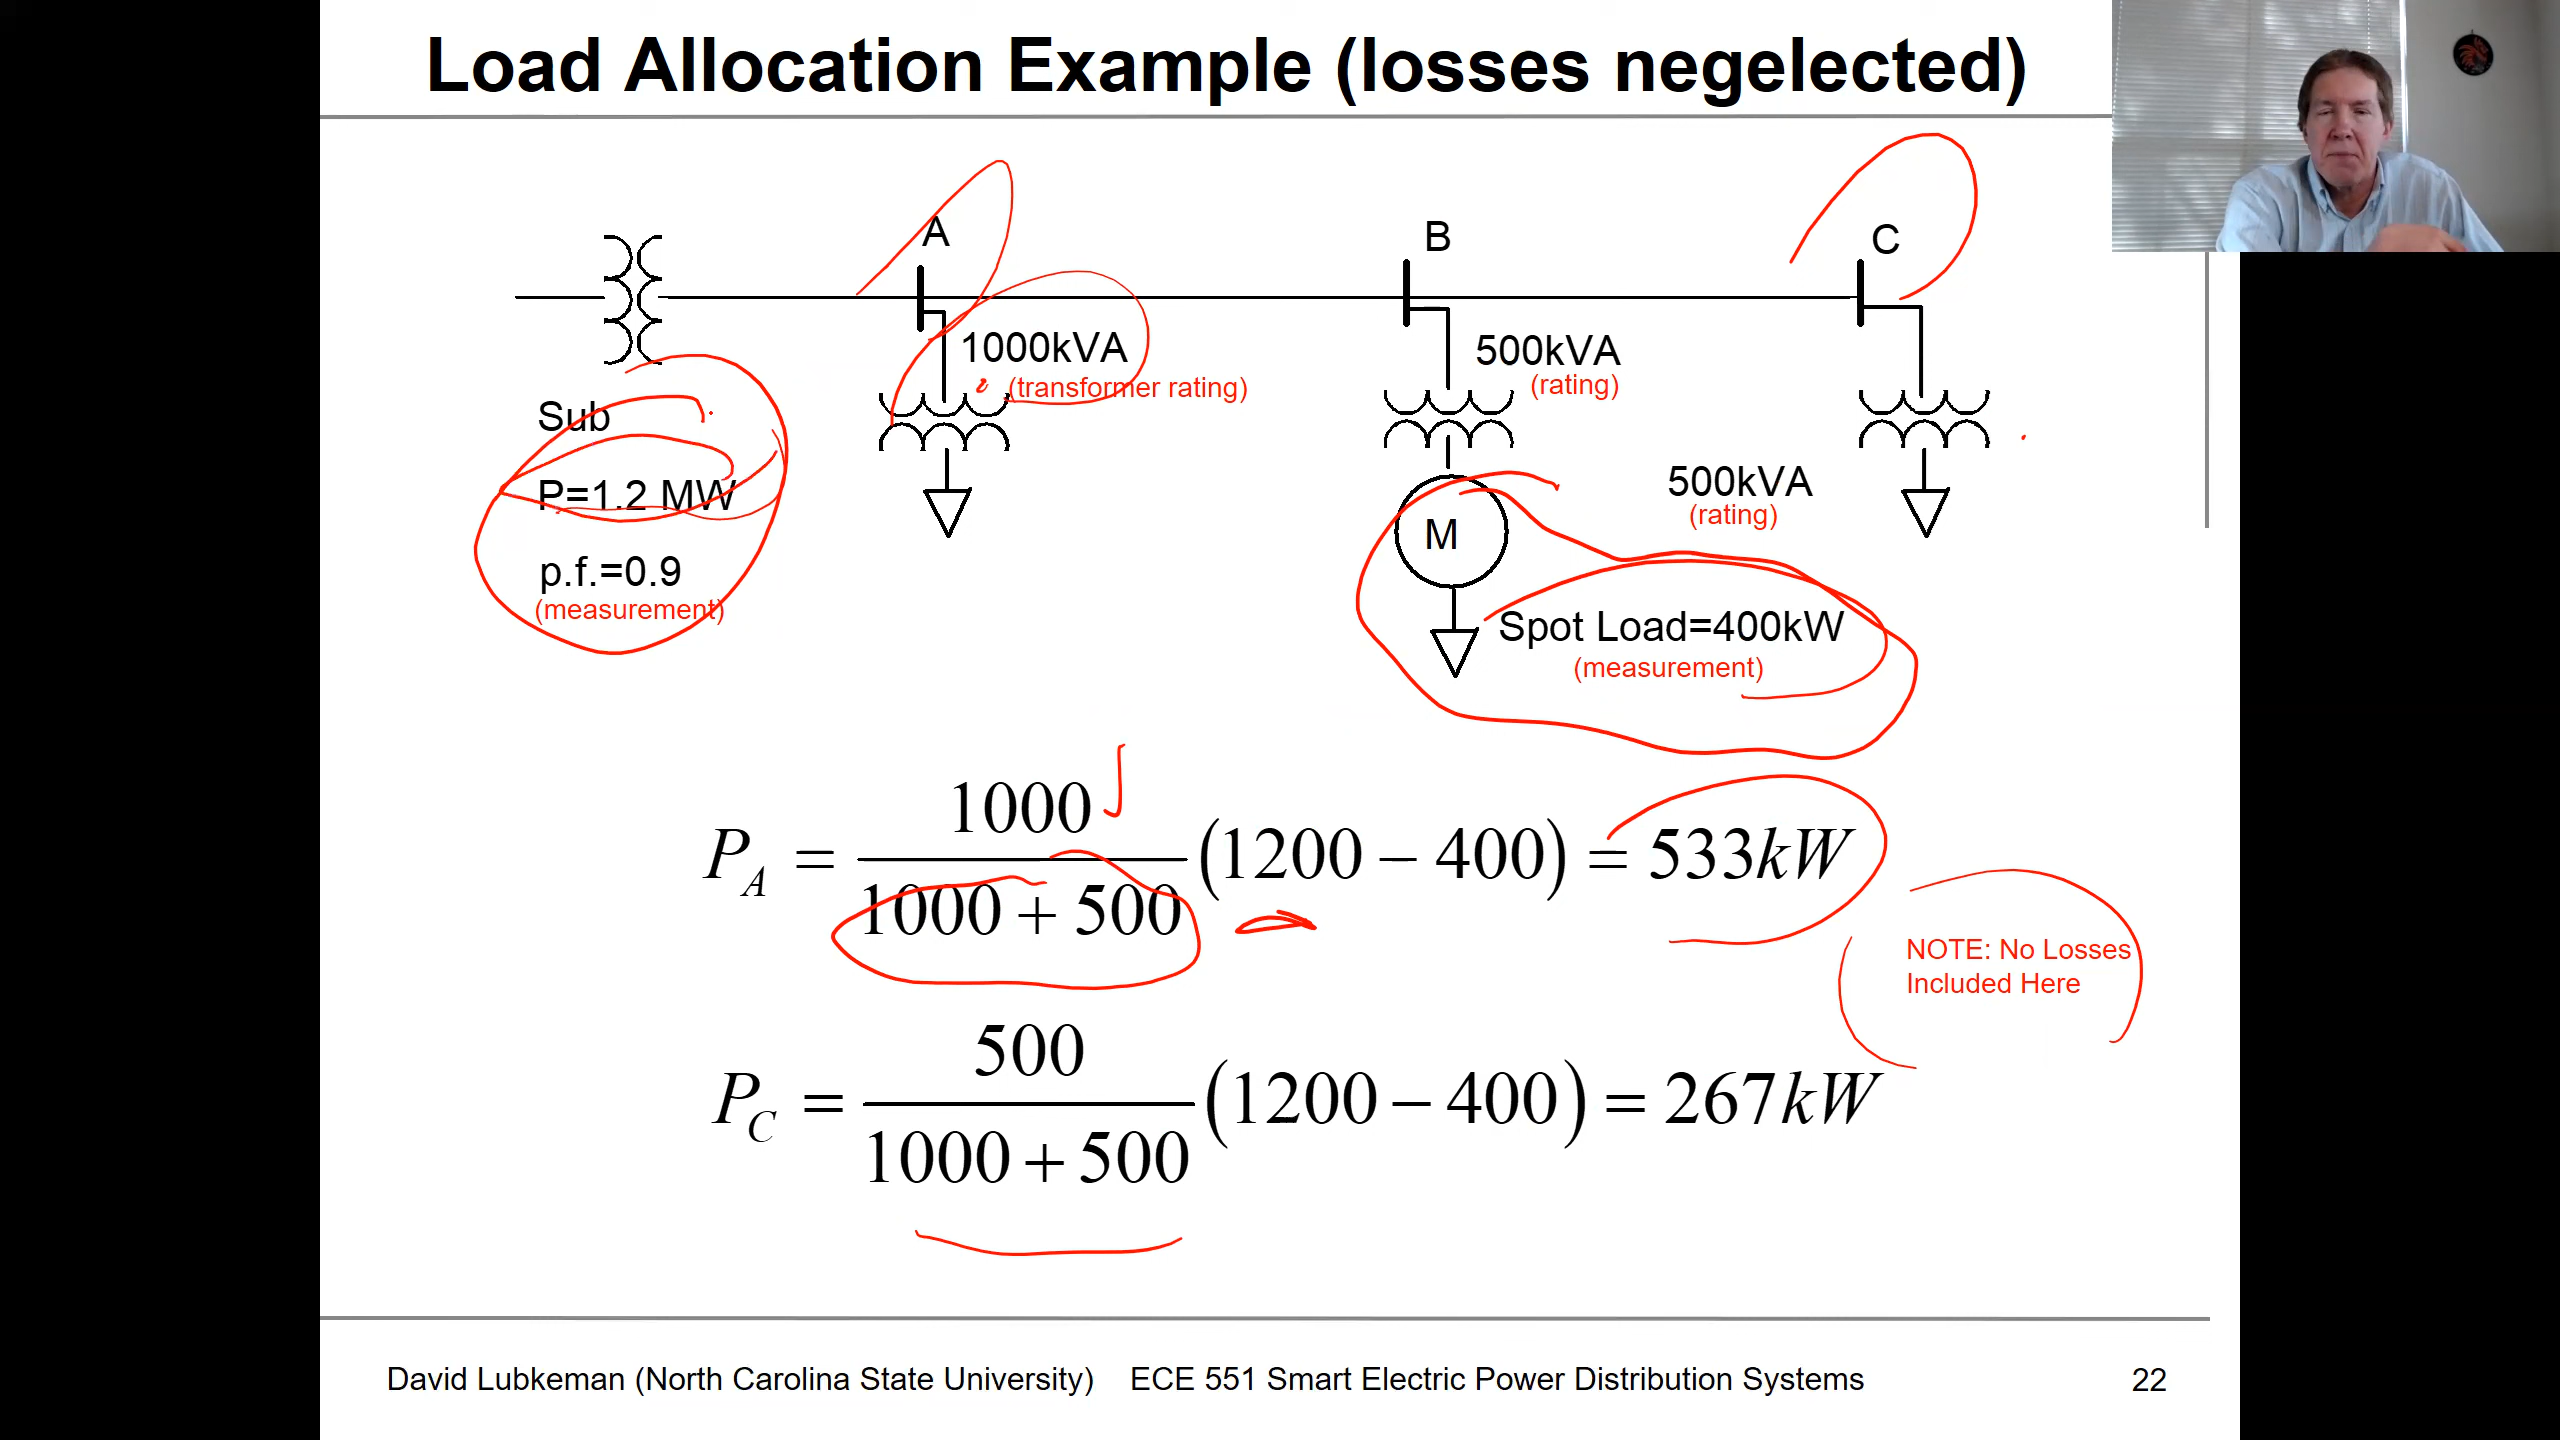 Load Allocation Example (losses negelected)
A
B
C
1000kVA
(transformer rating)
500kVA
(rating)
Sub
P=1.2 MW
p.f.=0.9
(measurement)
M
500kVA
(rating)
Spot Load=400kW
(measurement)
P_A = 1000 / (1000 + 500) (1200 − 400) = 533kW
NOTE: No Losses
Included Here
P_C = 500 / (1000 + 500) (1200 − 400) = 267kW
David Lubkeman (North Carolina State University) ECE 551 Smart Electric Power Distribution Systems 22